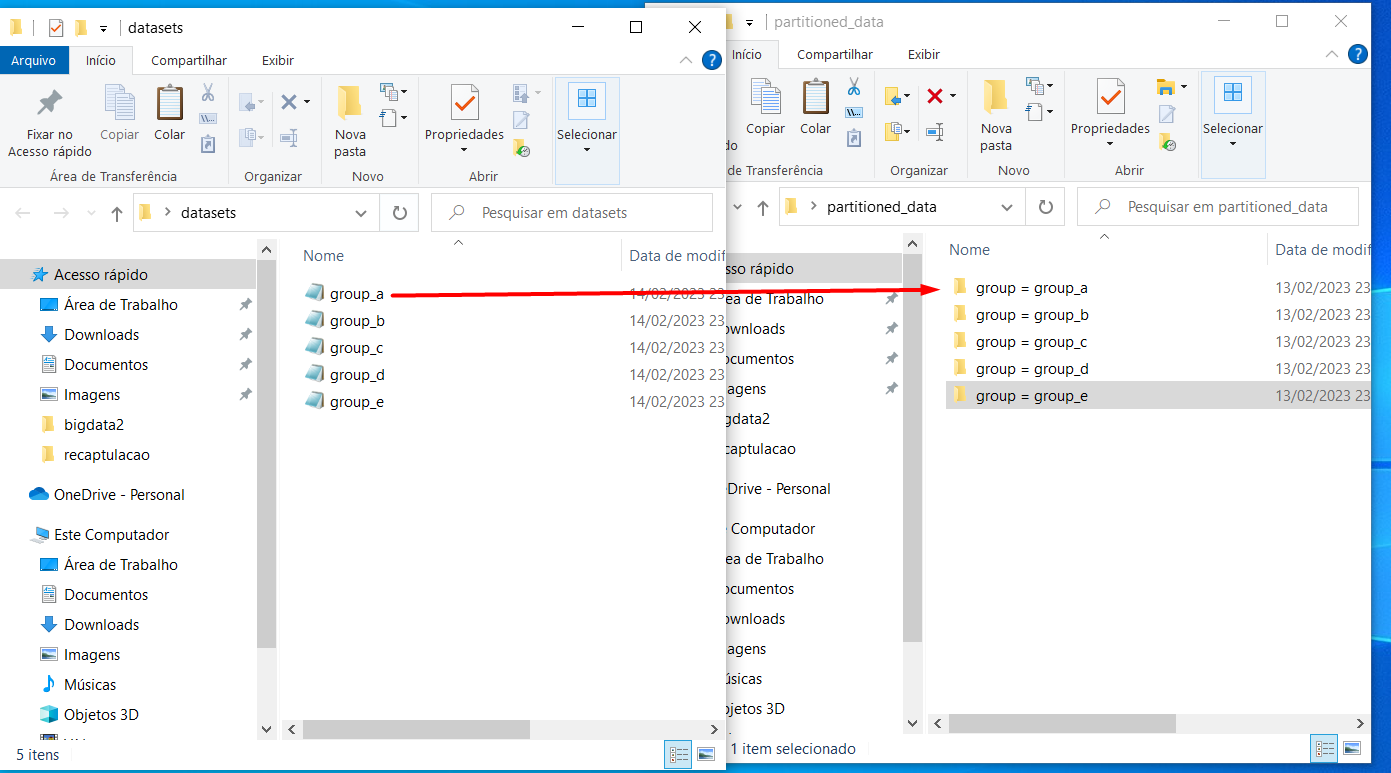 datasets
Arquivo
Início
Compartilhar
Exibir
Fixar no
Acesso rápido
Copiar
Colar
Nova
pasta
Propriedades
Selecionar
Área de Transferência
Organizar
Novo
Abrir
datasets
Pesquisar em datasets
Acesso rápido
Área de Trabalho
Downloads
Documentos
Imagens
bigdata2
recaptulacao
OneDrive - Personal
Este Computador
Área de Trabalho
Documentos
Downloads
Imagens
Músicas
Objetos 3D
Nome
Data de modif
group_a
14/02/2023 23
group_b
14/02/2023 23
group_c
14/02/2023 23
group_d
14/02/2023 23
group_e
14/02/2023 23
5 itens
partitioned_data
Início
Compartilhar
Exibir
do
Copiar
Colar
Nova
pasta
Propriedades
Selecionar
de Transferência
Organizar
Novo
Abrir
partitioned_data
Pesquisar em partitioned_data
sso rápido
ea de Trabalho
ownloads
ocumentos
agens
gdata2
captulacao
Drive - Personal
Computador
ea de Trabalho
ocumentos
ownloads
agens
úsicas
jetos 3D
Nome
Data de modif
group = group_a
13/02/2023 23
group = group_b
13/02/2023 23
group = group_c
13/02/2023 23
group = group_d
13/02/2023 23
group = group_e
13/02/2023 23
1 item selecionado